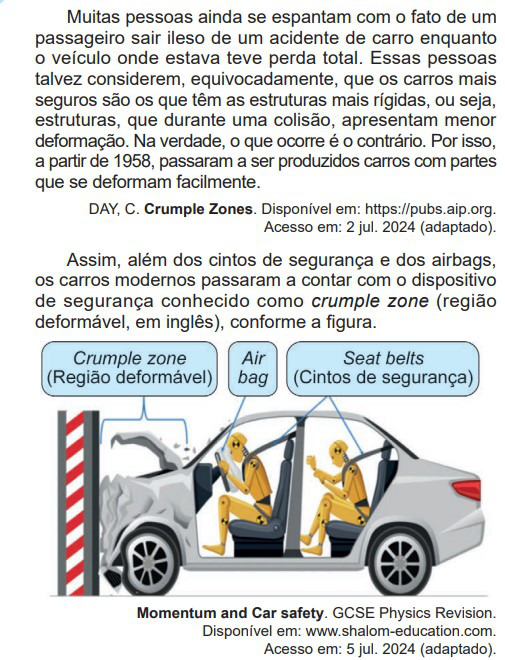 Muitas pessoas ainda se espantam com o fato de um
passageiro sair ileso de um acidente de carro enquanto
o veículo onde estava teve perda total. Essas pessoas
talvez considerem, equivocadamente, que os carros mais
seguros são os que têm as estruturas mais rígidas, ou seja,
estruturas, que durante uma colisão, apresentam menor
deformação. Na verdade, o que ocorre é o contrário. Por isso,
a partir de 1958, passaram a ser produzidos carros com partes
que se deformam facilmente.
DAY, C. Crumple Zones. Disponível em: https://pubs.aip.org.
Acesso em: 2 jul. 2024 (adaptado).
Assim, além dos cintos de segurança e dos airbags,
os carros modernos passaram a contar com o dispositivo
de segurança conhecido como crumple zone (região
deformável, em inglês), conforme a figura.
Crumple zone
(Região deformável)
Air
bag
Seat belts
(Cintos de segurança)
Momentum and Car safety. GCSE Physics Revision.
Disponível em: www.shalom-education.com.
Acesso em: 5 jul. 2024 (adaptado).